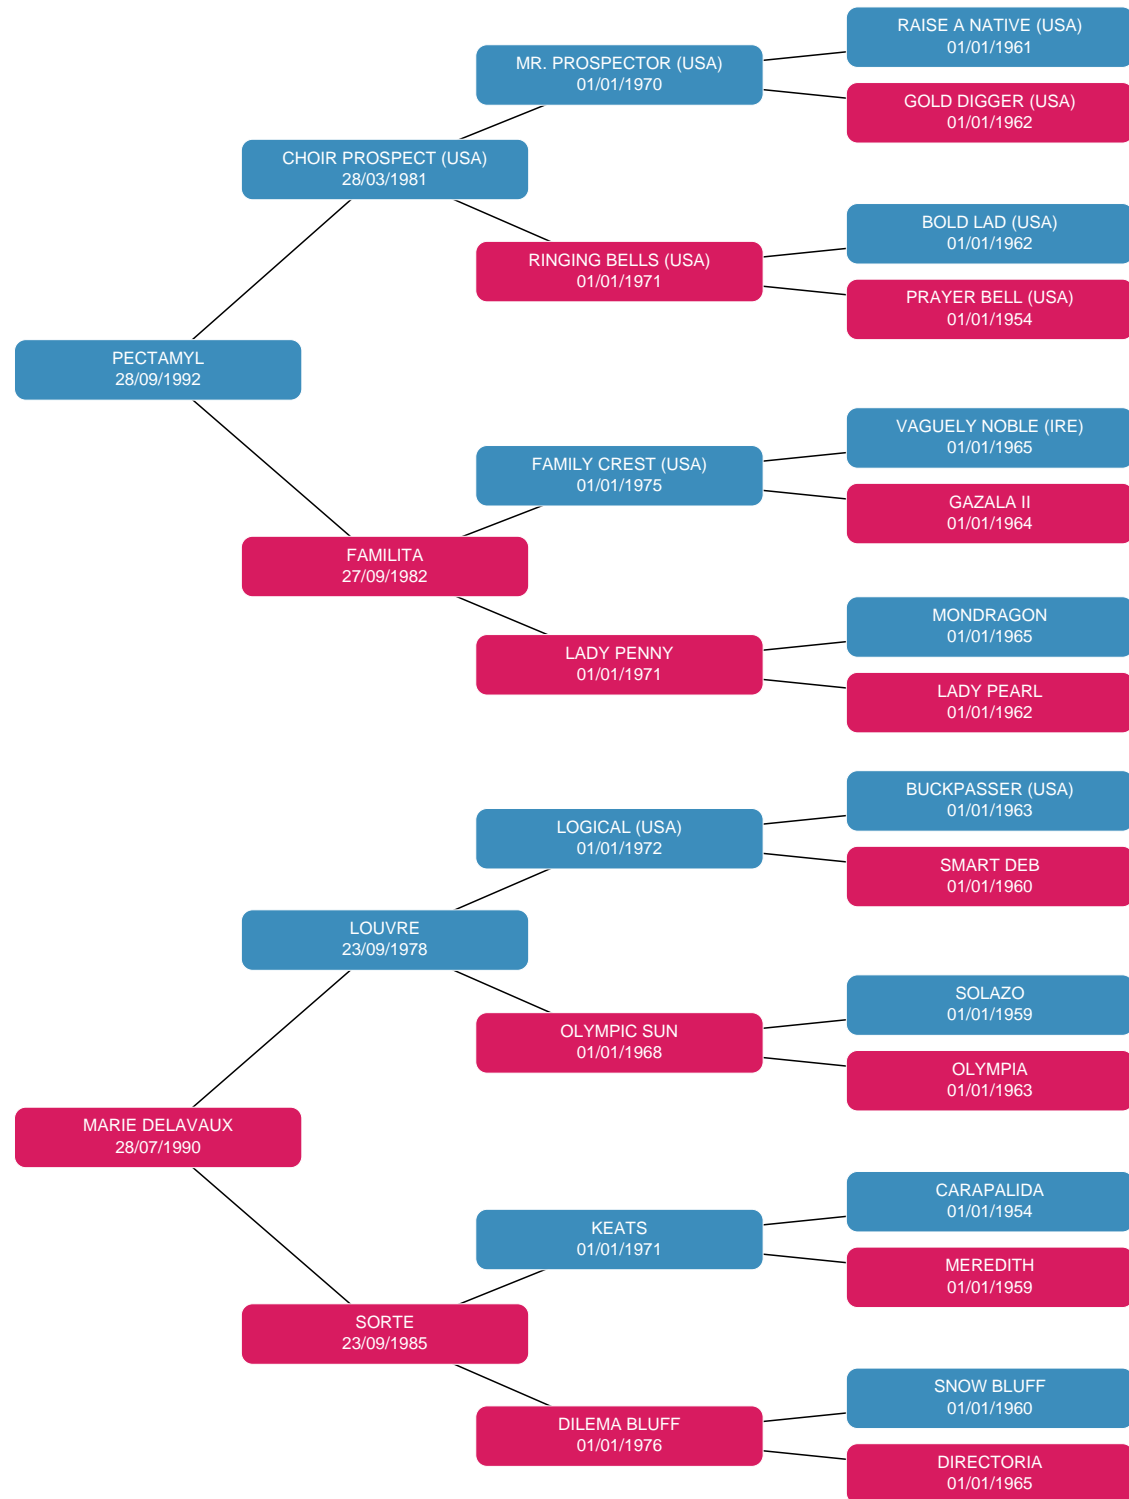 RAISE A NATIVE (USA)
01/01/1961
MR. PROSPECTOR (USA)
01/01/1970
GOLD DIGGER (USA)
01/01/1962
CHOIR PROSPECT (USA)
28/03/1981
BOLD LAD (USA)
01/01/1962
RINGING BELLS (USA)
01/01/1971
PRAYER BELL (USA)
01/01/1954
PECTAMYL
28/09/1992
VAGUELY NOBLE (IRE)
01/01/1965
FAMILY CREST (USA)
01/01/1975
GAZALA II
01/01/1964
FAMILITA
27/09/1982
MONDRAGON
01/01/1965
LADY PENNY
01/01/1971
LADY PEARL
01/01/1962
BUCKPASSER (USA)
01/01/1963
LOGICAL (USA)
01/01/1972
SMART DEB
01/01/1960
LOUVRE
23/09/1978
SOLAZO
01/01/1959
OLYMPIC SUN
01/01/1968
OLYMPIA
01/01/1963
MARIE DELAVAUX
28/07/1990
CARAPALIDA
01/01/1954
KEATS
01/01/1971
MEREDITH
01/01/1959
SORTE
23/09/1985
SNOW BLUFF
01/01/1960
DILEMA BLUFF
01/01/1976
DIRECTORIA
01/01/1965